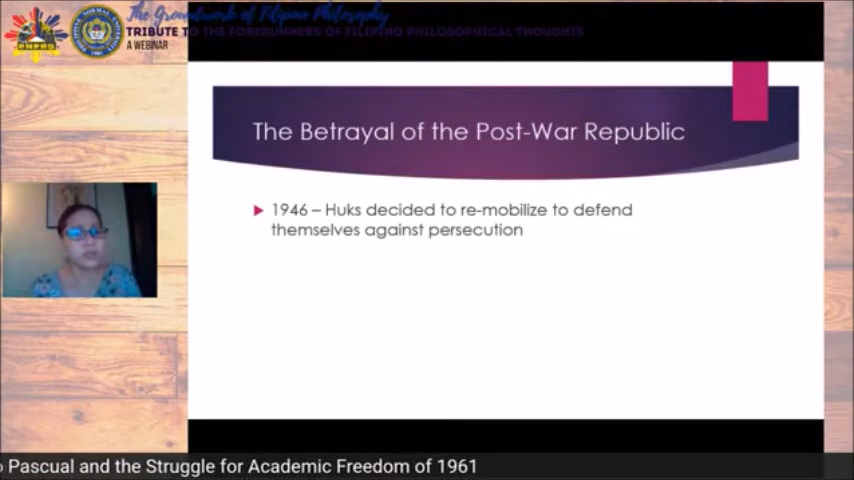 The Groundwork of Filipino Philosophy
TRIBUTE TO THE FORERUNNERS OF FILIPINO PHILOSOPHICAL THOUGHTS
A WEBINAR
The Betrayal of the Post-War Republic
1946 – Huks decided to re-mobilize to defend
themselves against persecution
Pascual and the Struggle for Academic Freedom of 1961